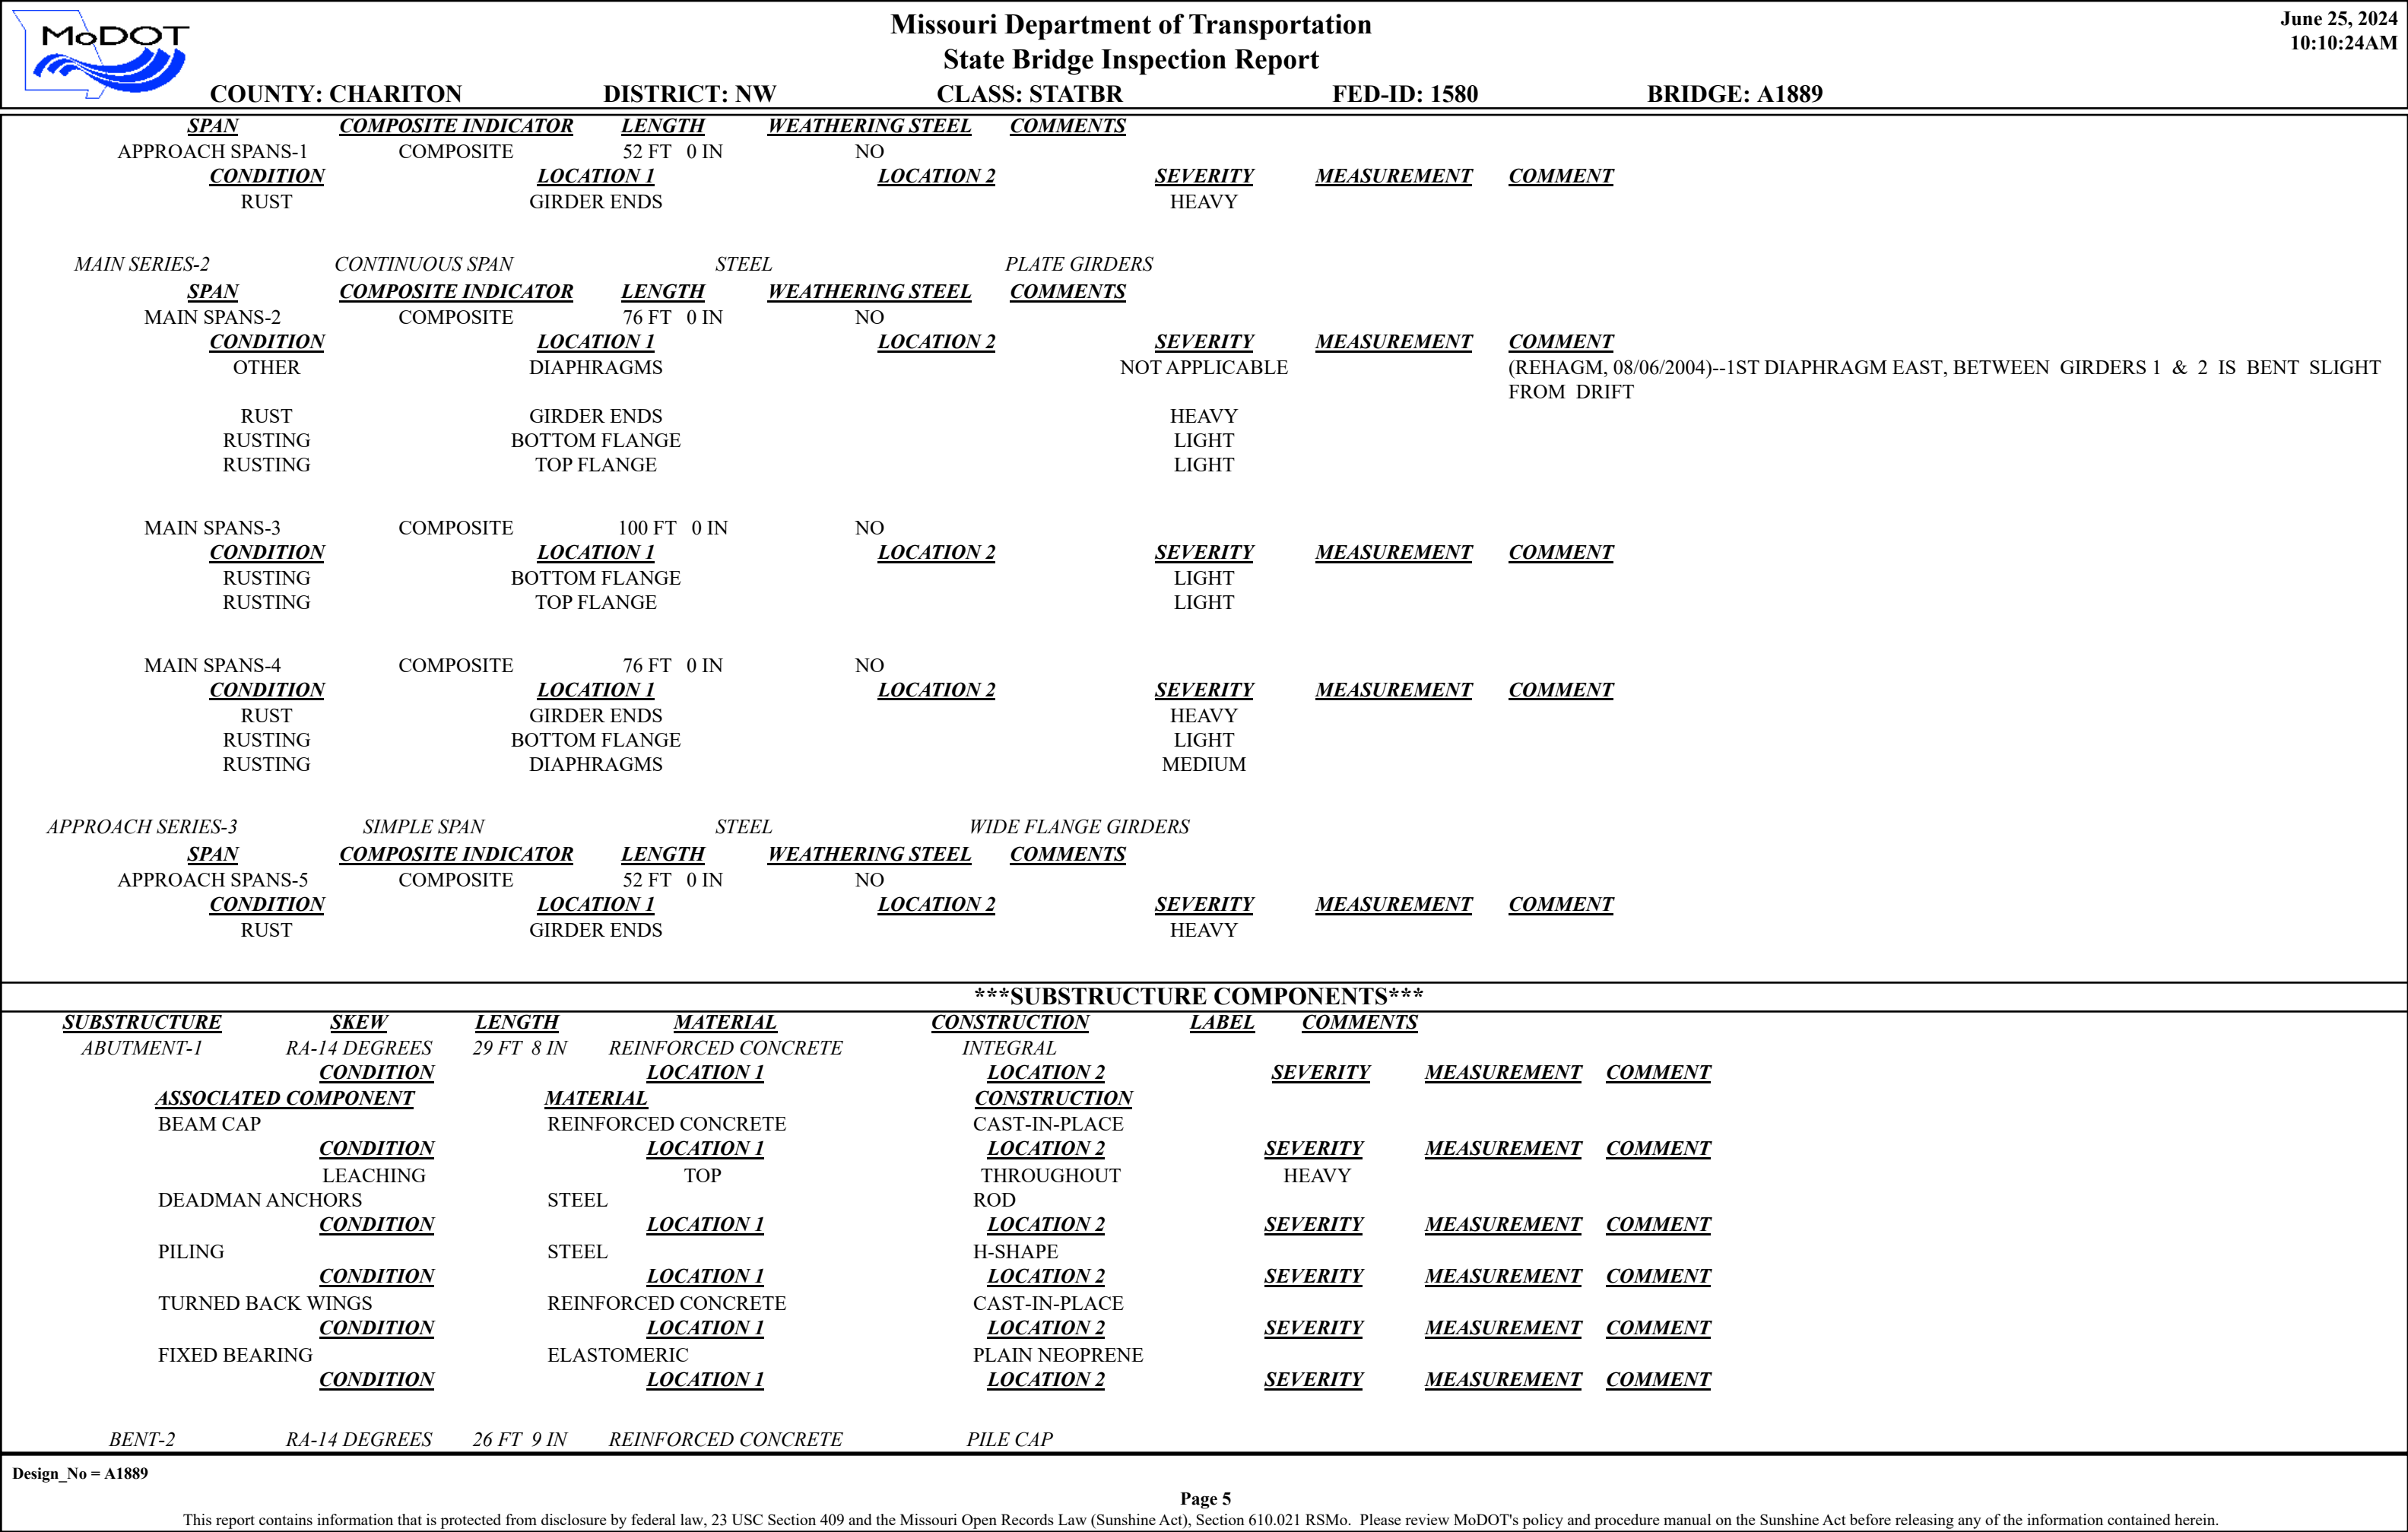 MoDOT
Missouri Department of Transportation
State Bridge Inspection Report
June 25, 2024
10:10:24AM
COUNTY: CHARITON DISTRICT: NW CLASS: STATBR FED-ID: 1580 BRIDGE: A1889
SPAN COMPOSITE INDICATOR LENGTH WEATHERING STEEL COMMENTS
APPROACH SPANS-1 COMPOSITE 52 FT 0 IN NO
CONDITION LOCATION 1 LOCATION 2 SEVERITY MEASUREMENT COMMENT
RUST GIRDER ENDS HEAVY
MAIN SERIES-2 CONTINUOUS SPAN STEEL PLATE GIRDERS
SPAN COMPOSITE INDICATOR LENGTH WEATHERING STEEL COMMENTS
MAIN SPANS-2 COMPOSITE 76 FT 0 IN NO
CONDITION LOCATION 1 LOCATION 2 SEVERITY MEASUREMENT COMMENT
OTHER DIAPHRAGMS NOT APPLICABLE (REHAGM, 08/06/2004)--1ST DIAPHRAGM EAST, BETWEEN GIRDERS 1 & 2 IS BENT SLIGHT
FROM DRIFT
RUST GIRDER ENDS HEAVY
RUSTING BOTTOM FLANGE LIGHT
RUSTING TOP FLANGE LIGHT
MAIN SPANS-3 COMPOSITE 100 FT 0 IN NO
CONDITION LOCATION 1 LOCATION 2 SEVERITY MEASUREMENT COMMENT
RUSTING BOTTOM FLANGE LIGHT
RUSTING TOP FLANGE LIGHT
MAIN SPANS-4 COMPOSITE 76 FT 0 IN NO
CONDITION LOCATION 1 LOCATION 2 SEVERITY MEASUREMENT COMMENT
RUST GIRDER ENDS HEAVY
RUSTING BOTTOM FLANGE LIGHT
RUSTING DIAPHRAGMS MEDIUM
APPROACH SERIES-3 SIMPLE SPAN STEEL WIDE FLANGE GIRDERS
SPAN COMPOSITE INDICATOR LENGTH WEATHERING STEEL COMMENTS
APPROACH SPANS-5 COMPOSITE 52 FT 0 IN NO
CONDITION LOCATION 1 LOCATION 2 SEVERITY MEASUREMENT COMMENT
RUST GIRDER ENDS HEAVY
***SUBSTRUCTURE COMPONENTS***
SUBSTRUCTURE SKEW LENGTH MATERIAL CONSTRUCTION LABEL COMMENTS
ABUTMENT-1 RA-14 DEGREES 29 FT 8 IN REINFORCED CONCRETE INTEGRAL
CONDITION LOCATION 1 LOCATION 2 SEVERITY MEASUREMENT COMMENT
ASSOCIATED COMPONENT MATERIAL CONSTRUCTION
BEAM CAP REINFORCED CONCRETE CAST-IN-PLACE
CONDITION LOCATION 1 LOCATION 2 SEVERITY MEASUREMENT COMMENT
LEACHING TOP THROUGHOUT HEAVY
DEADMAN ANCHORS STEEL ROD
CONDITION LOCATION 1 LOCATION 2 SEVERITY MEASUREMENT COMMENT
PILING STEEL H-SHAPE
CONDITION LOCATION 1 LOCATION 2 SEVERITY MEASUREMENT COMMENT
TURNED BACK WINGS REINFORCED CONCRETE CAST-IN-PLACE
CONDITION LOCATION 1 LOCATION 2 SEVERITY MEASUREMENT COMMENT
FIXED BEARING ELASTOMERIC PLAIN NEOPRENE
CONDITION LOCATION 1 LOCATION 2 SEVERITY MEASUREMENT COMMENT
BENT-2 RA-14 DEGREES 26 FT 9 IN REINFORCED CONCRETE PILE CAP
Design_No = A1889
Page 5
This report contains information that is protected from disclosure by federal law, 23 USC Section 409 and the Missouri Open Records Law (Sunshine Act), Section 610.021 RSMo. Please review MoDOT's policy and procedure manual on the Sunshine Act before releasing any of the information contained herein.